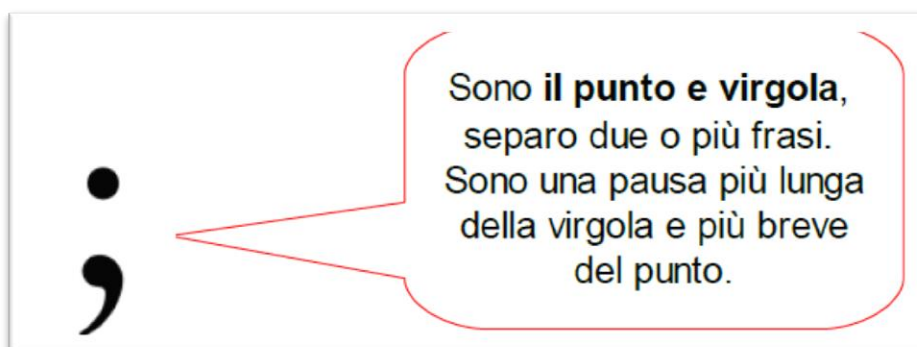 ;
Sono il punto e virgola,
separo due o più frasi.
Sono una pausa più lunga
della virgola e più breve
del punto.